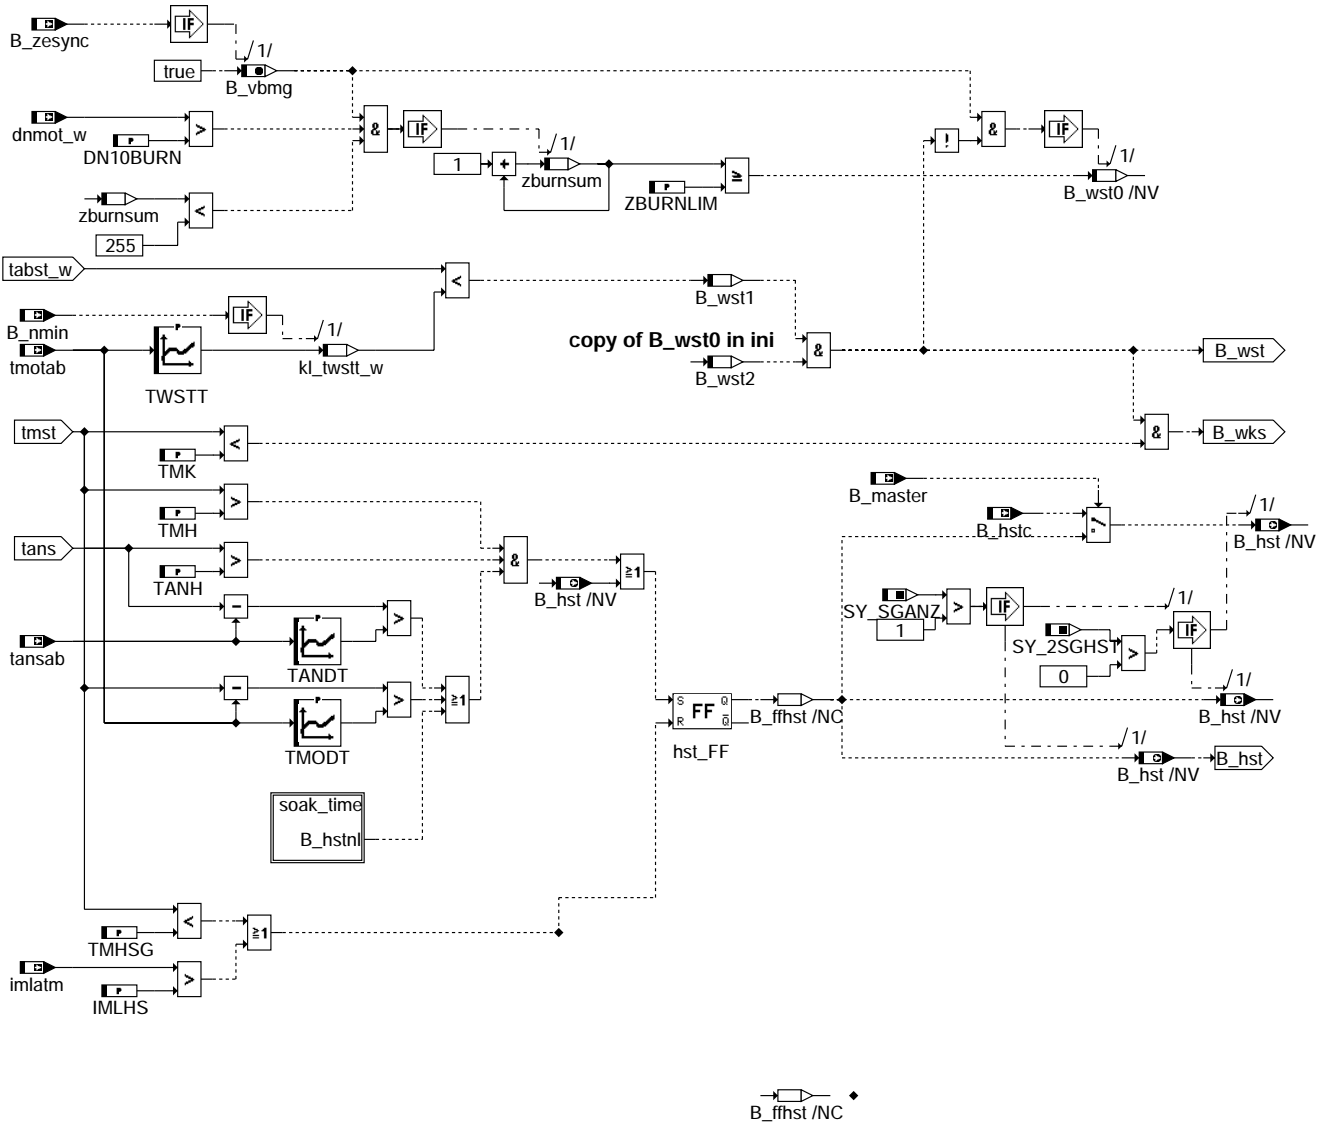 B_zesync
IF
/1/
true
B_vbmg
dnmot_w
>
P
DN10BURN
&
IF
/1/
1
+
zburnsum
P
ZBURNLIM
≥
!
&
IF
/1/
B_wst0 /NV
zburnsum
<
255
tabst_w
<
B_wst1
B_nmin
IF
/1/
tmotab
P
TWSTT
kl_twstt_w
copy of B_wst0 in ini
B_wst2
&
B_wst
tmst
P
TMK
<
&
B_wks
P
TMH
>
B_master
B_hstc
/1/
B_hst /NV
tans
P
TANH
>
&
B_hst /NV
≥1
-
>
SY_SGANZ
1
>
IF
/1/
SY_2SGHST
0
>
IF
/1/
B_hst /NV
tansab
P
TANDT
-
>
≥1
P
TMODT
S Q
FF
R Q
hst_FF
B_ffhst /NC
/1/
B_hst /NV
B_hst
soak_time
B_hstnl
P
TMHSG
<
≥1
imlatm
P
IMLHS
>
B_ffhst /NC